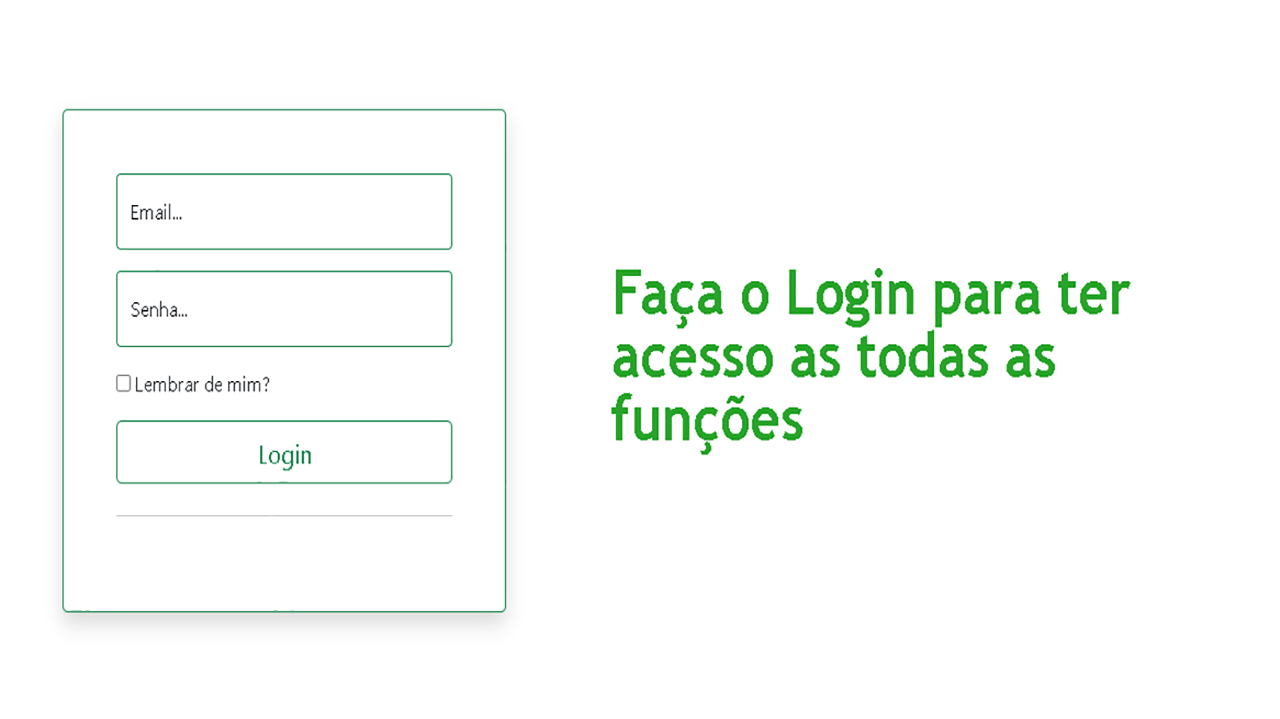 Email...
Senha...
Lembrar de mim?
Login
Faça o Login para ter
acesso as todas as
funções